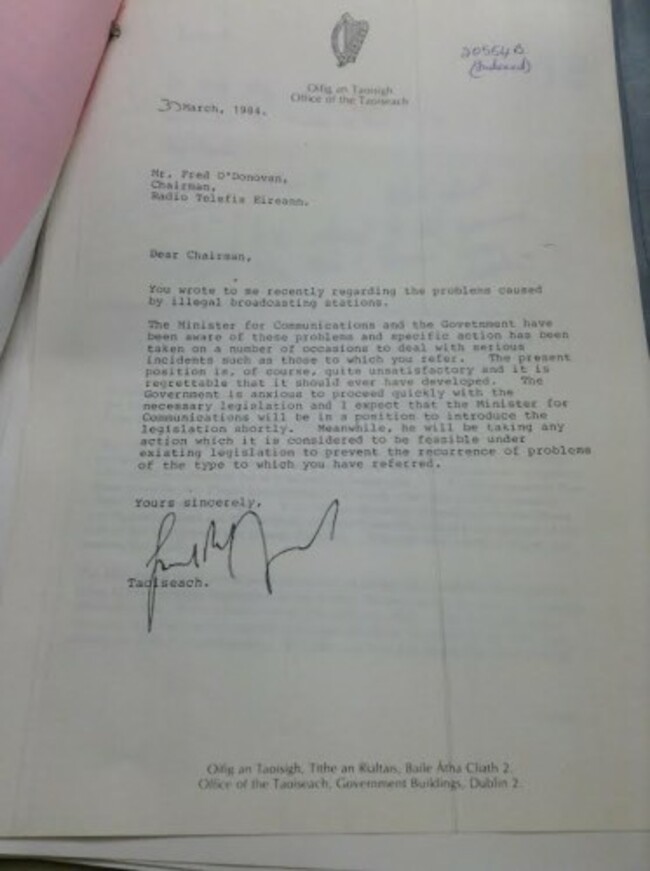 20554B
(Indexed)
Oifig an Taoisigh
Office of the Taoiseach
30 March, 1984.
Mr. Fred O'Donovan,
Chairman,
Radio Telefis Eireann.
Dear Chairman,
You wrote to me recently regarding the problems caused
by illegal broadcasting stations.
The Minister for Communications and the Government have
been aware of these problems and specific action has been
taken on a number of occasions to deal with serious
incidents such as those to which you refer. The present
position is, of course, quite unsatisfactory and it is
regrettable that it should ever have developed. The
Government is anxious to proceed quickly with the
necessary legislation and I expect that the Minister for
Communications will be in a position to introduce the
legislation shortly. Meanwhile, he will be taking any
action which it is considered to be feasible under
existing legislation to prevent the recurrence of problems
of the type to which you have referred.
Yours sincerely,
Taoiseach.
Oifig an Taoisigh, Tithe an Rialtais, Baile Átha Cliath 2.
Office of the Taoiseach, Government Buildings, Dublin 2.